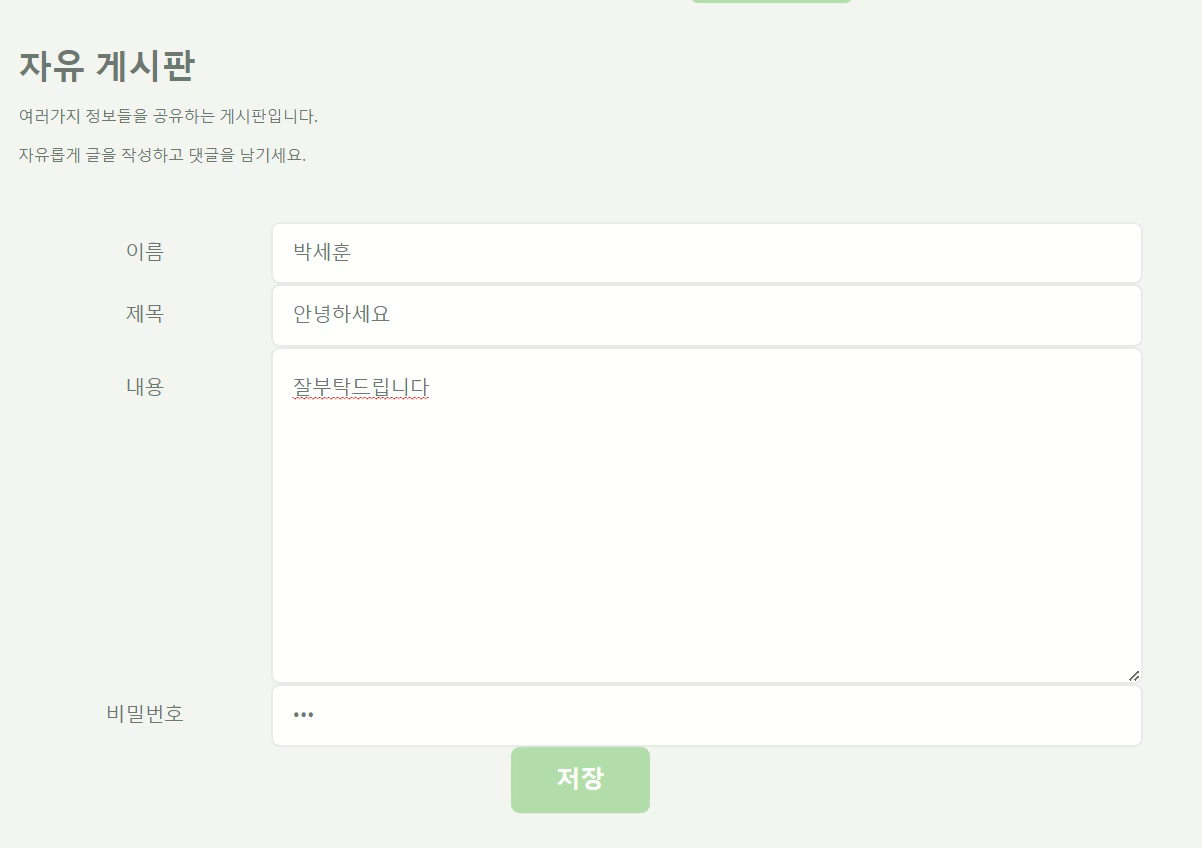 자유 게시판
여러가지 정보들을 공유하는 게시판입니다.
자유롭게 글을 작성하고 댓글을 남기세요.
이름 박세훈
제목 안녕하세요
내용 잘부탁드립니다
비밀번호 •••
저장